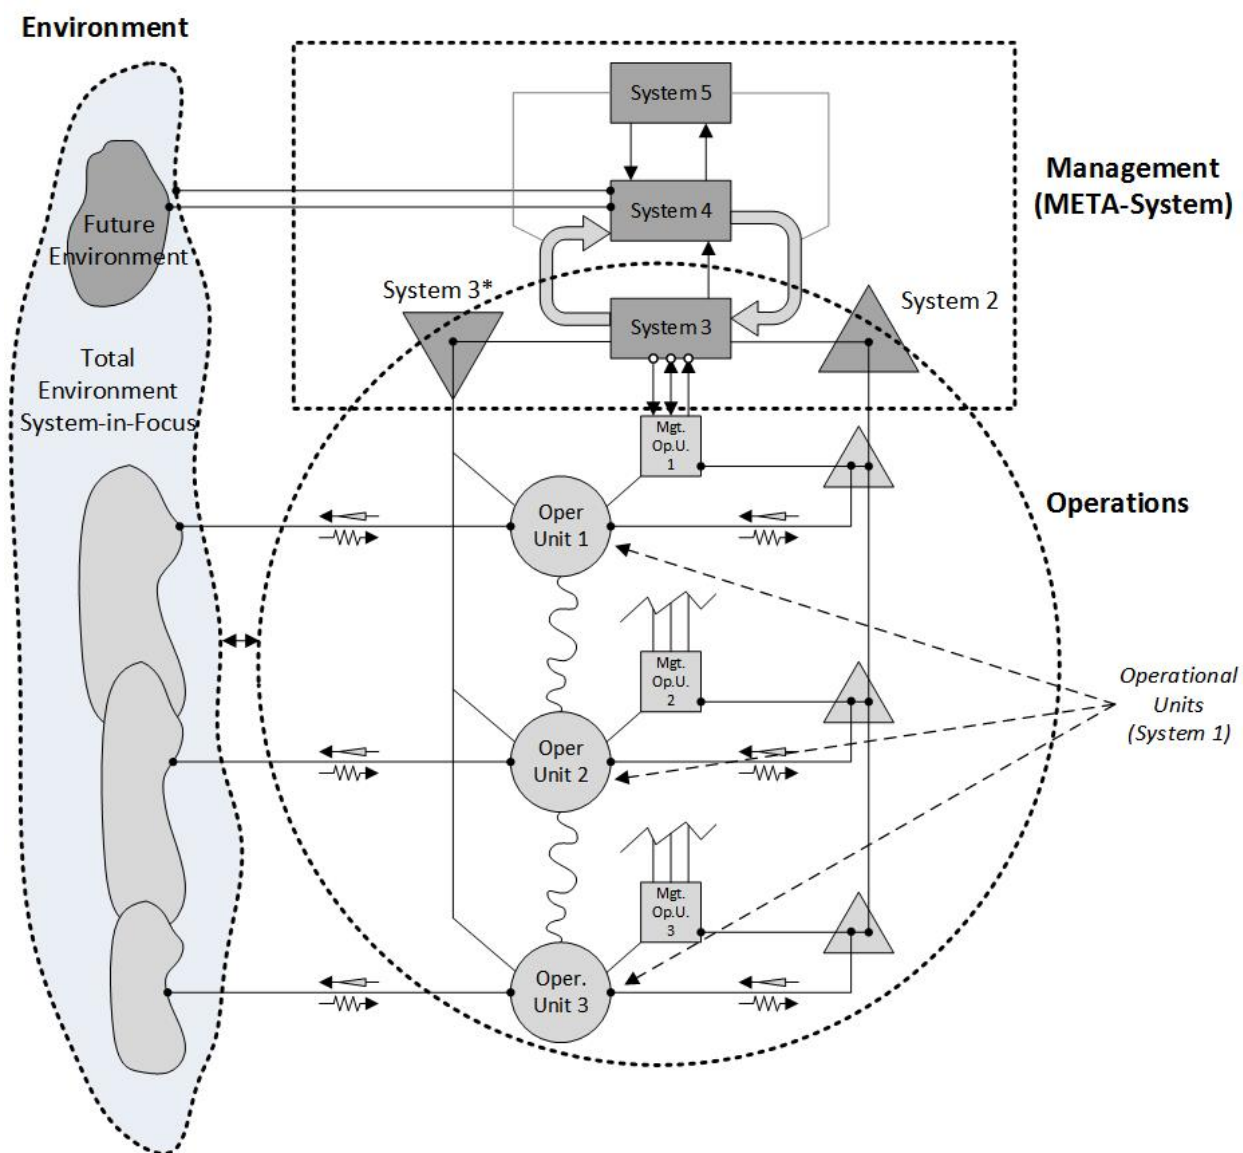 Environment
System 5
Management
(META-System)
System 4
Future
Environment
System 3*
System 2
System 3
Total
Environment
System-in-Focus
Mgt.
Op.U.
1
Operations
Oper
Unit 1
Mgt.
Op.U.
2
Operational
Units
(System 1)
Oper
Unit 2
Mgt.
Op.U.
3
Oper.
Unit 3